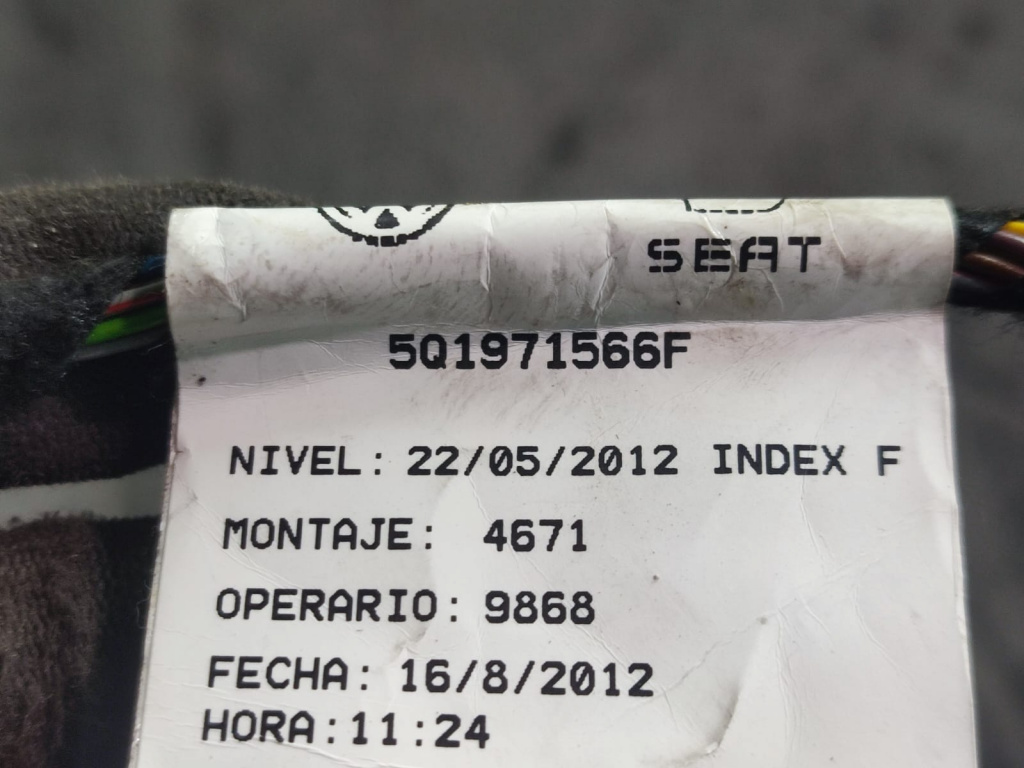 SEAT
5Q1971566F
NIVEL: 22/05/2012 INDEX F
MONTAJE: 4671
OPERARIO: 9868
FECHA: 16/8/2012
HORA:11:24